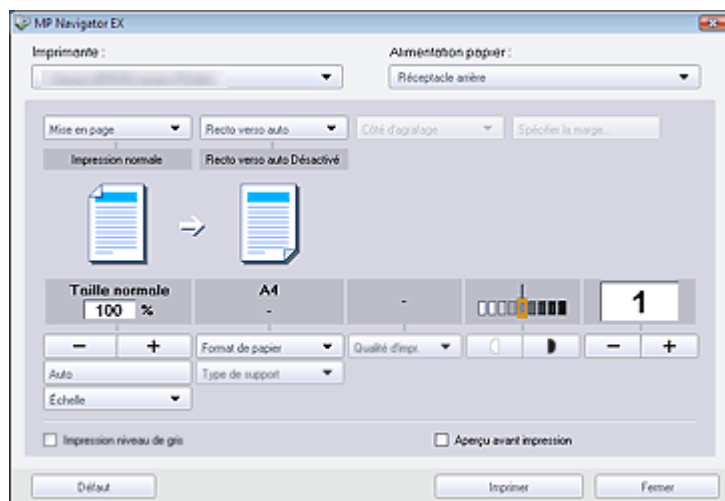 MP Navigator EX
Imprimante : Alimentation papier :
Réceptacle arrière
Mise en page Recto verso auto Côté d'agrafage Spécifier la marge...
Impression normale Recto verso auto Désactivé
Taille normale A4
100 % - - 1
- + Format de papier Qualité d'impr. - +
Auto Type de support
Échelle
Impression niveau de gris Aperçu avant impression
Défaut Imprimer Fermer